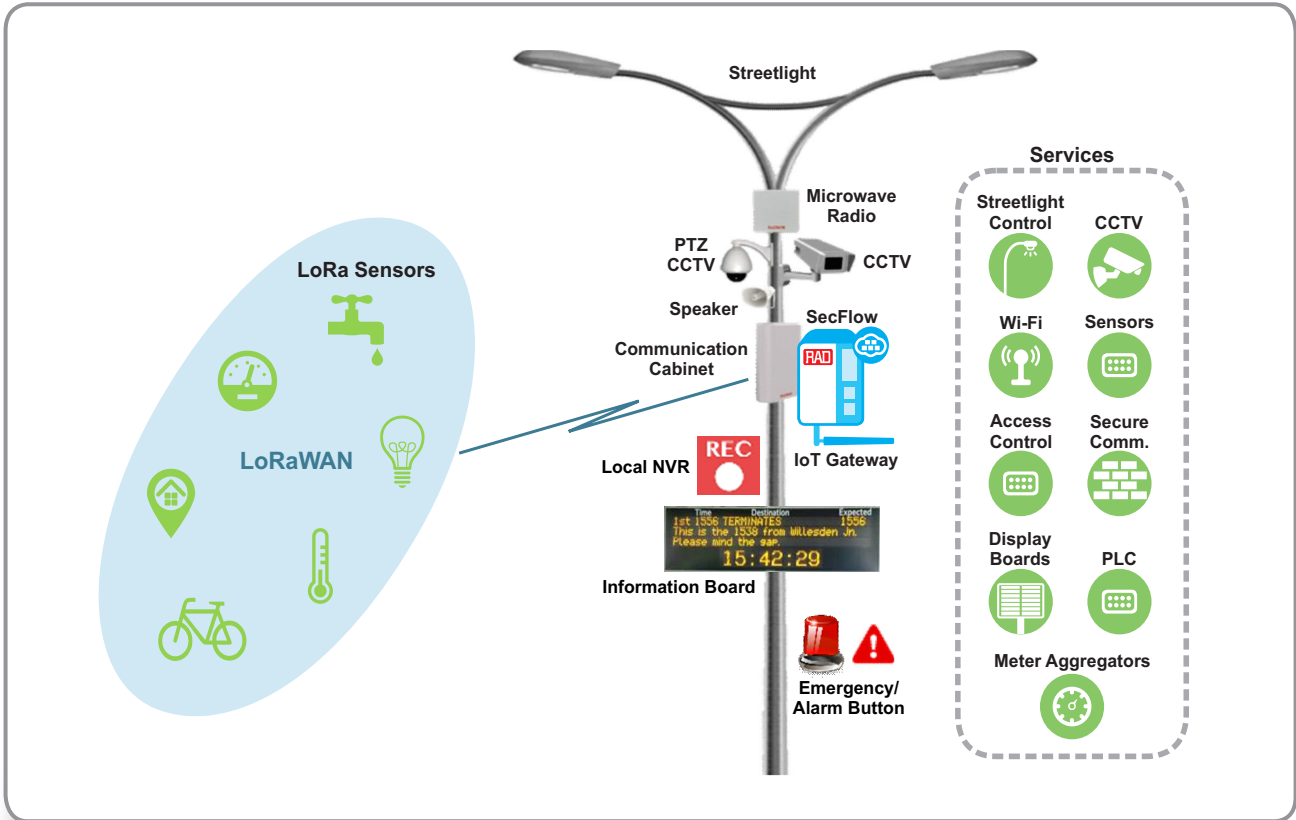 Streetlight
Services
Microwave
Radio
Streetlight
Control
CCTV
PTZ
CCTV
CCTV
LoRa Sensors
Speaker
SecFlow
Wi-Fi
Sensors
Communication
Cabinet
RAD
Access
Control
Secure
Comm.
LoRaWAN
REC
Local NVR
IoT Gateway
Time Destination Expected
1st 1556 TERMINATES 1556
This is the 1538 from Willesden Jn.
Please mind the gap.
15:42:29
Display
Boards
PLC
Information Board
Meter Aggregators
Emergency/
Alarm Button